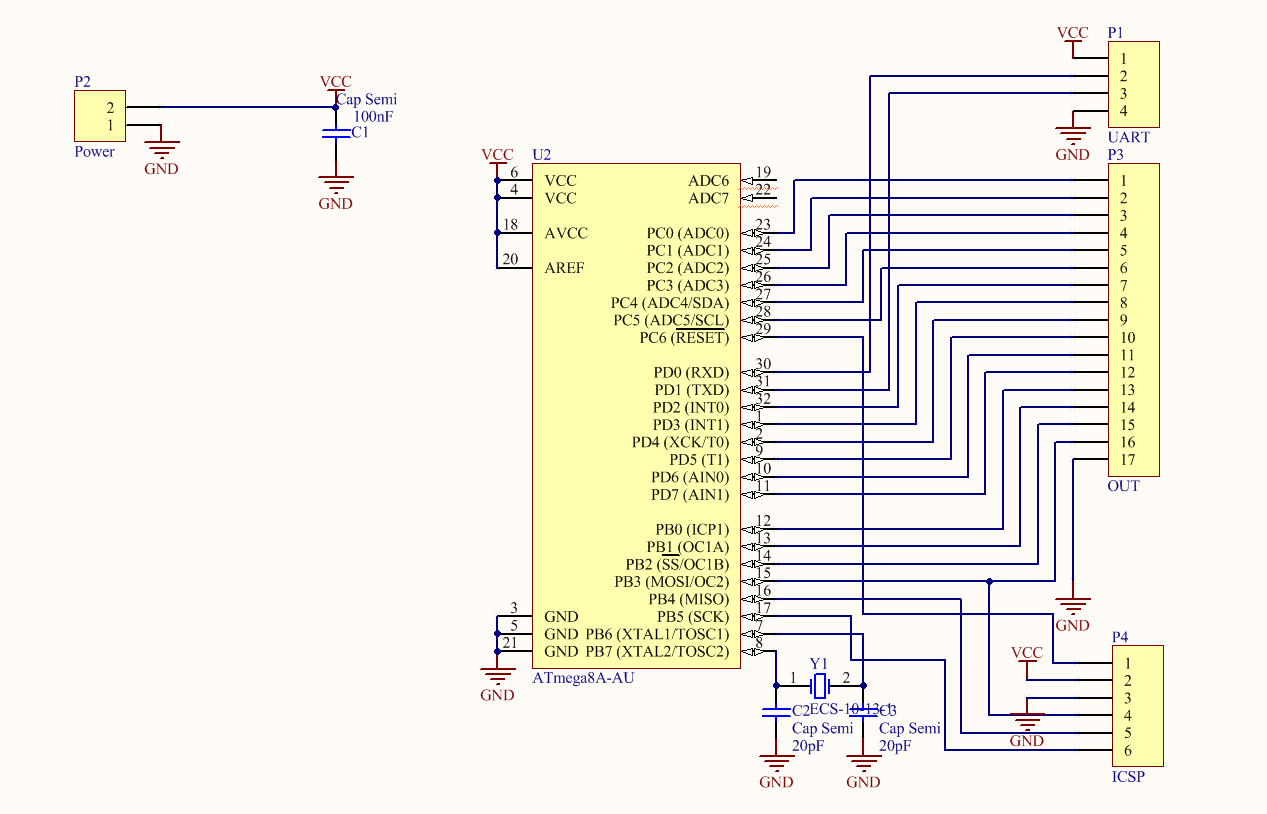 P2
2
1
Power
GND
VCC
Cap Semi
100nF
C1
GND
VCC
U2
6 VCC
4 VCC
18 AVCC
20 AREF
3 GND
5 GND
21 GND
GND
ADC6 19
ADC7 22
PC0 (ADC0) 23
PC1 (ADC1) 24
PC2 (ADC2) 25
PC3 (ADC3) 26
PC4 (ADC4/SDA) 27
PC5 (ADC5/SCL) 28
PC6 (RESET) 29
PD0 (RXD) 30
PD1 (TXD) 31
PD2 (INT0) 32
PD3 (INT1) 1
PD4 (XCK/T0) 2
PD5 (T1) 9
PD6 (AIN0) 10
PD7 (AIN1) 11
PB0 (ICP1) 12
PB1 (OC1A) 13
PB2 (SS/OC1B) 14
PB3 (MOSI/OC2) 15
PB4 (MISO) 16
PB5 (SCK) 17
PB6 (XTAL1/TOSC1) 7
PB7 (XTAL2/TOSC2) 8
ATmega8A-AU
Y1
1 2
C2
Cap Semi
20pF
GND
C3
Cap Semi
20pF
GND
VCC
P1
1
2
3
4
GND
UART
P3
1
2
3
4
5
6
7
8
9
10
11
12
13
14
15
16
17
OUT
GND
P4
VCC
1
2
3
4
5
6
GND
ICSP